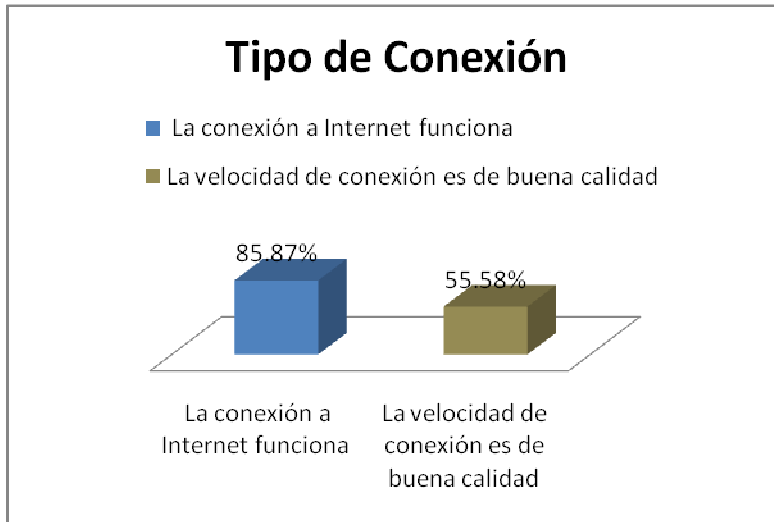 Tipo de Conexión
La conexión a Internet funciona
La velocidad de conexión es de buena calidad
85.87%
55.58%
La conexión a
Internet funciona
La velocidad de
conexión es de
buena calidad